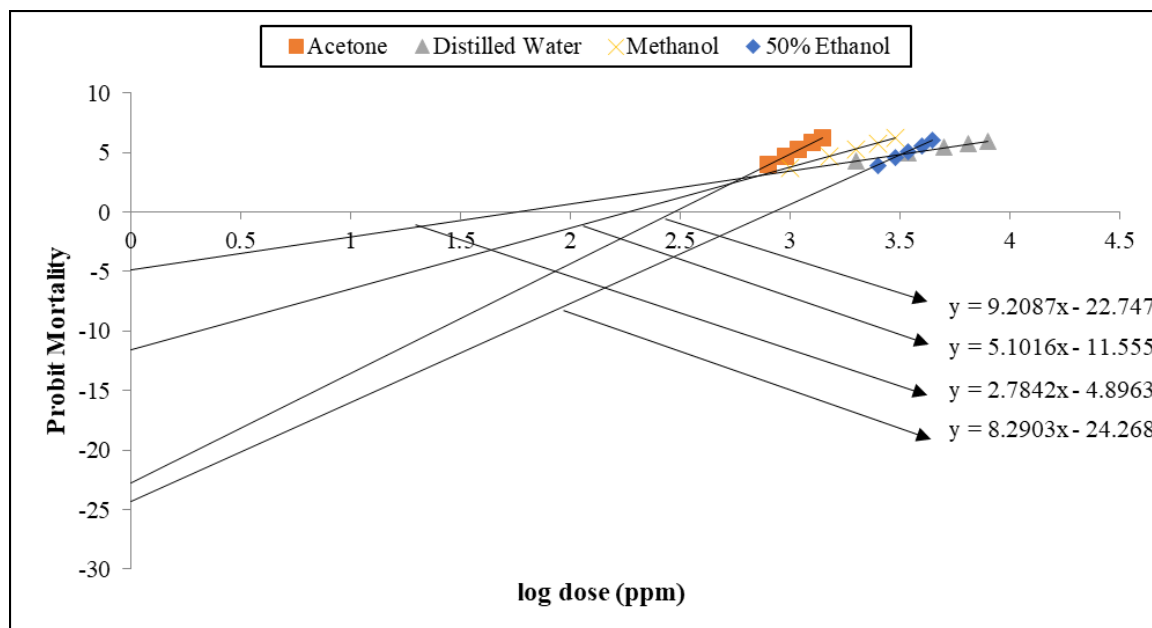 Acetone Distilled Water Methanol 50% Ethanol
10
5
0
0 0.5 1 1.5 2 2.5 3 3.5 4 4.5
-5
-10
-15
-20
-25
-30
Probit Mortality
y = 9.2087x - 22.747
y = 5.1016x - 11.555
y = 2.7842x - 4.8963
y = 8.2903x - 24.268
log dose (ppm)